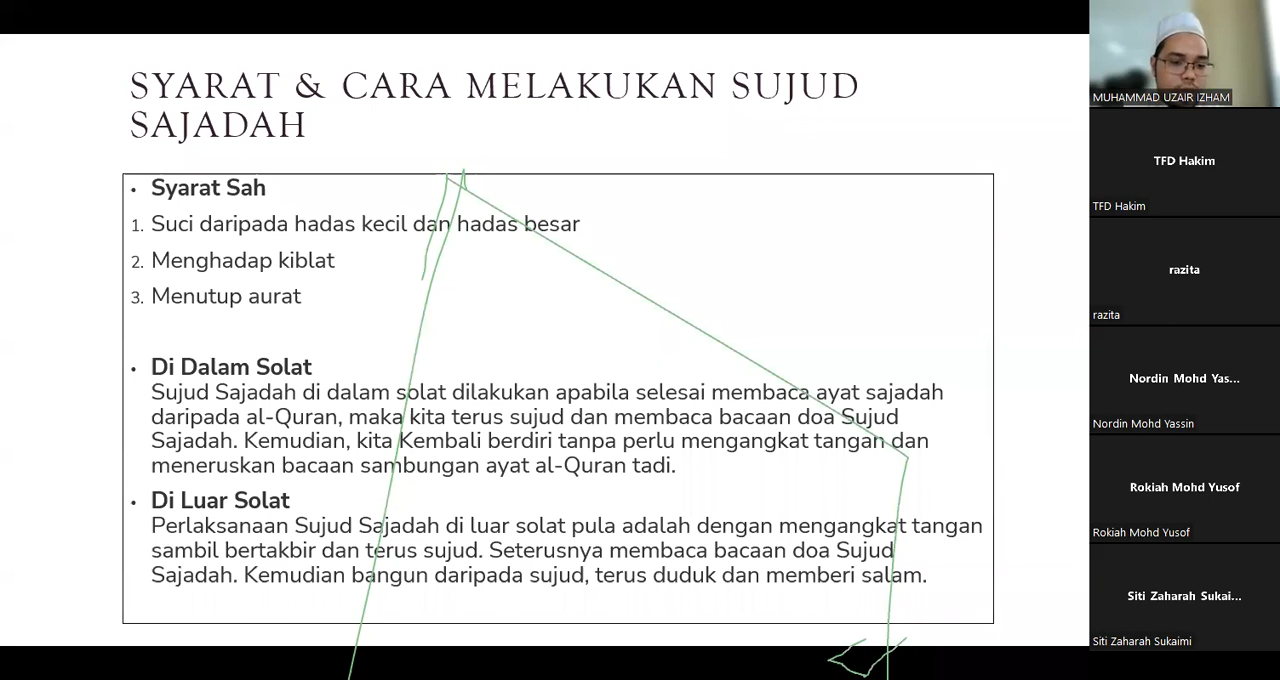 SYARAT & CARA MELAKUKAN SUJUD
SAJADAH
• Syarat Sah
1. Suci daripada hadas kecil dan hadas besar
2. Menghadap kiblat
3. Menutup aurat
• Di Dalam Solat
Sujud Sajadah di dalam solat dilakukan apabila selesai membaca ayat sajadah
daripada al-Quran, maka kita terus sujud dan membaca bacaan doa Sujud
Sajadah. Kemudian, kita Kembali berdiri tanpa perlu mengangkat tangan dan
meneruskan bacaan sambungan ayat al-Quran tadi.
• Di Luar Solat
Perlaksanaan Sujud Sajadah di luar solat pula adalah dengan mengangkat tangan
sambil bertakbir dan terus sujud. Seterusnya membaca bacaan doa Sujud
Sajadah. Kemudian bangun daripada sujud, terus duduk dan memberi salam.
MUHAMMAD UZAIR IZHAM
TFD Hakim
TFD Hakim
razita
razita
Nordin Mohd Yas...
Nordin Mohd Yassin
Rokiah Mohd Yusof
Rokiah Mohd Yusof
Siti Zaharah Sukai...
Siti Zaharah Sukaimi